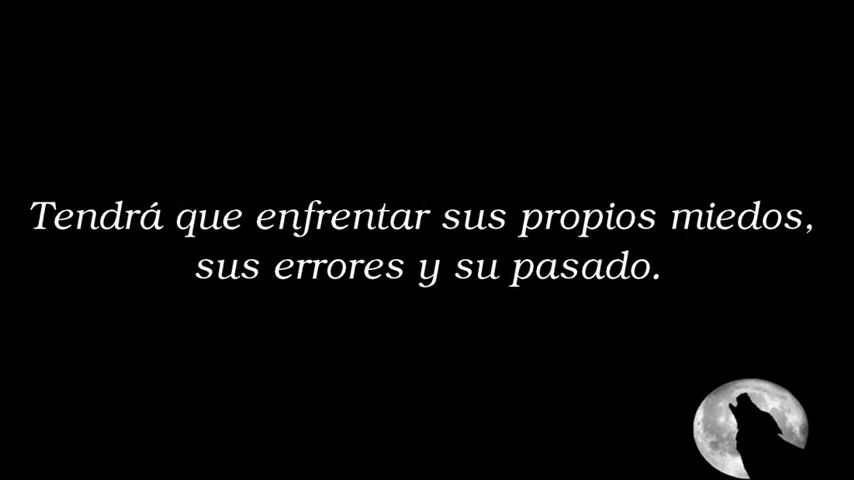 Tendrá que enfrentar sus propios miedos,
sus errores y su pasado.